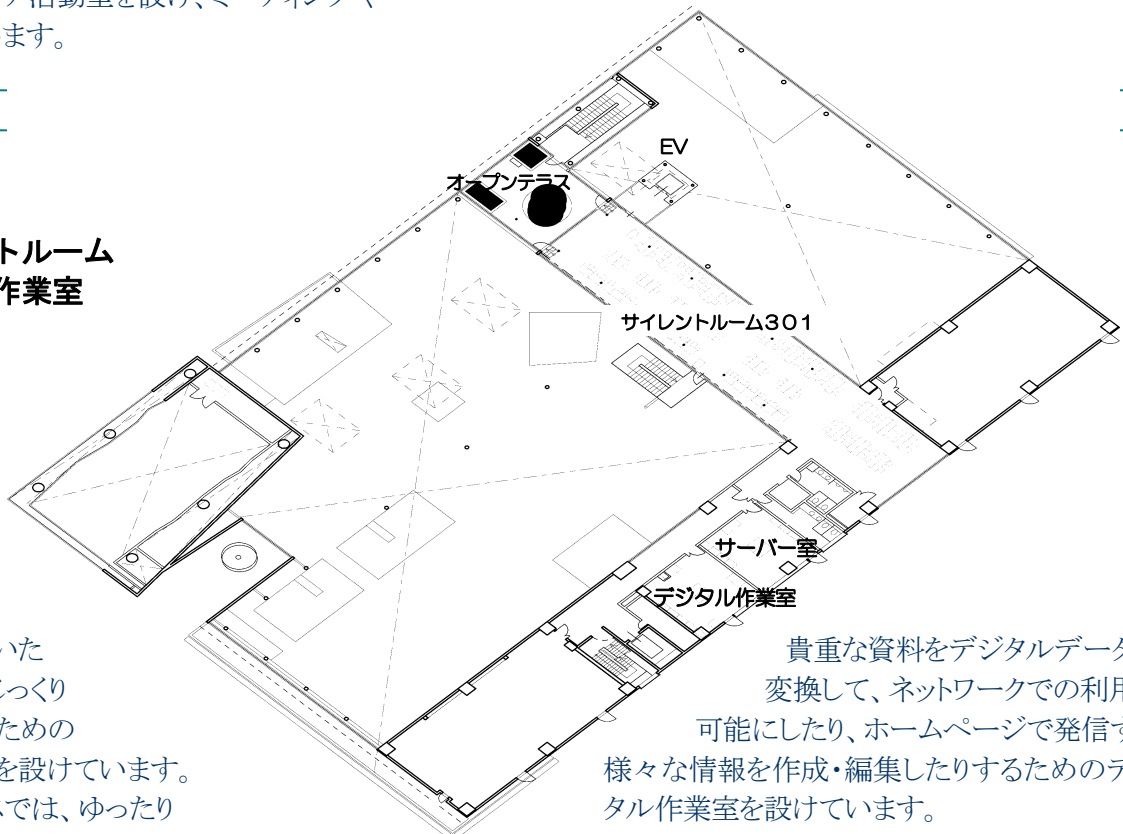 ます。
EV
オープンテラス
トルーム
作業室
サイレントルーム301
サーバー室
デジタル作業室
いた
っくり
ための
を設けています。
では、ゆったり
貴重な資料をデジタルデータ
変換して、ネットワークでの利用
可能にしたり、ホームページで発信す
様々な情報を作成・編集したりするためのデ
タル作業室を設けています。